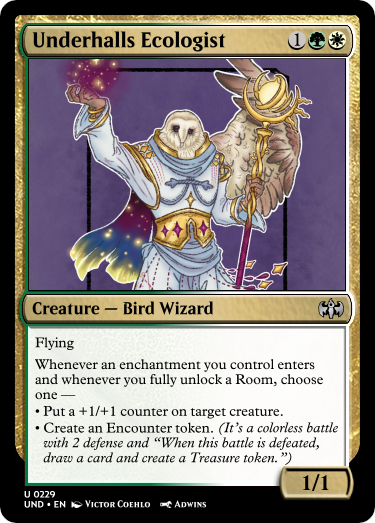 Underhalls Ecologist 1
Creature — Bird Wizard
Flying
Whenever an enchantment you control enters
and whenever you fully unlock a Room, choose
one —
• Put a +1/+1 counter on target creature.
• Create an Encounter token. (It’s a colorless battle
with 2 defense and “When this battle is defeated,
draw a card and create a Treasure token.”)
1/1
U 0229
UND • EN Victor Coehlo Adwins